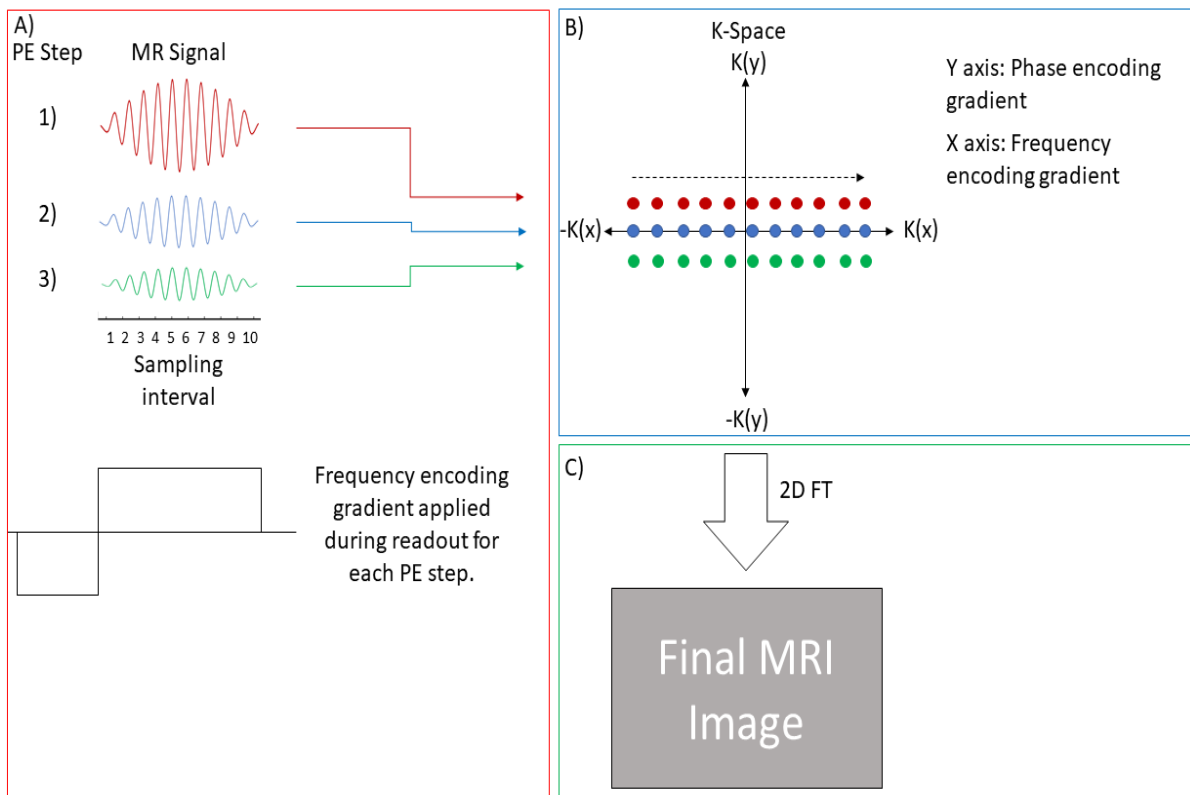 A)
PE Step
MR Signal
1)
2)
3)
1 2 3 4 5 6 7 8 9 10
Sampling
interval
Frequency encoding
gradient applied
during readout for
each PE step.
B)
K-Space
K(y)
-K(x)
K(x)
-K(y)
Y axis: Phase encoding
gradient
X axis: Frequency
encoding gradient
C)
2D FT
Final MRI
Image